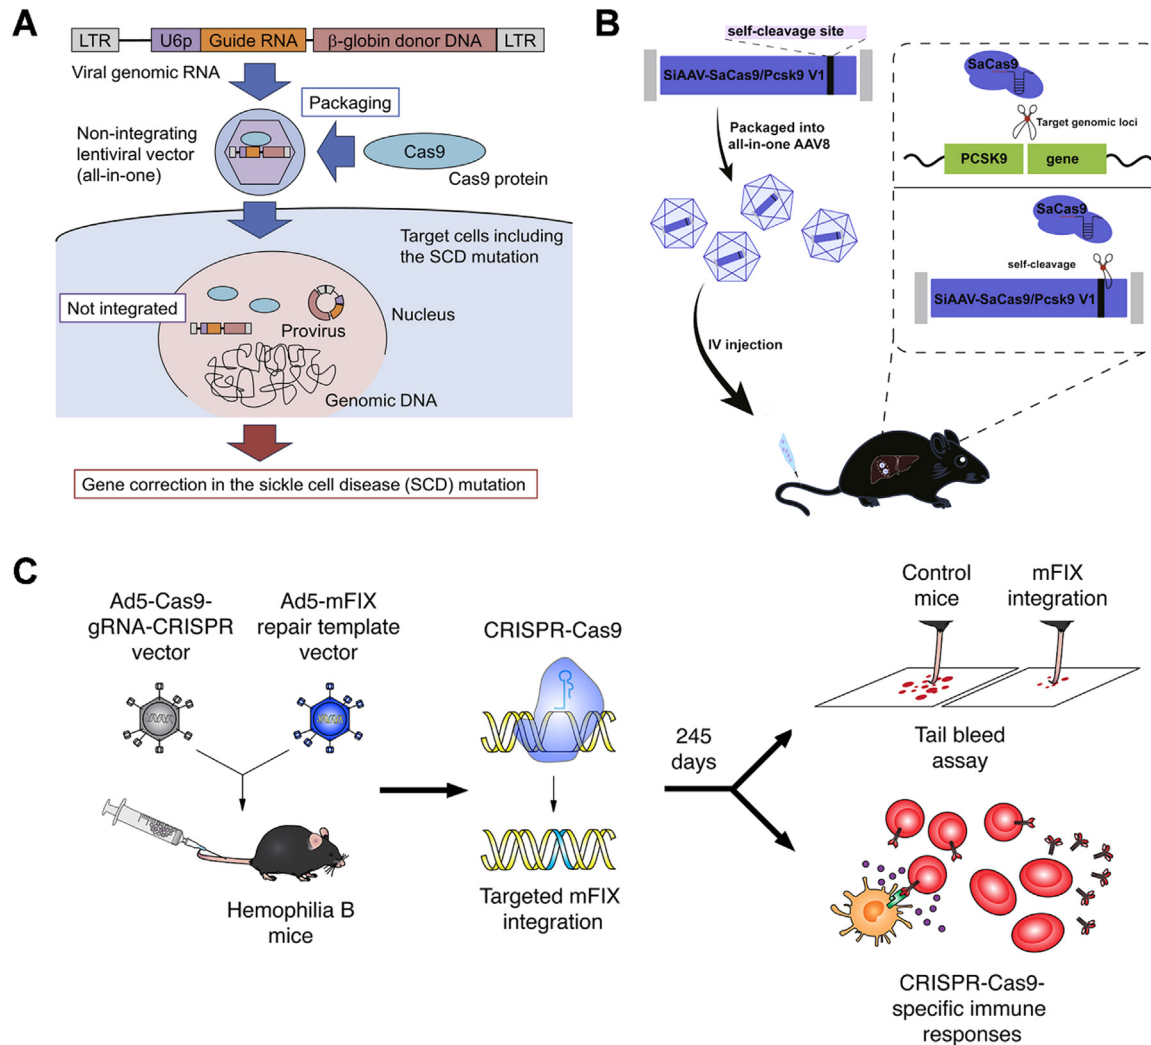 A
LTR
U6p
Guide RNA
β-globin donor DNA
LTR
Viral genomic RNA
Packaging
Non-integrating
lentiviral vector
(all-in-one)
Cas9
Cas9 protein
Target cells including
the SCD mutation
Not integrated
Nucleus
Provirus
Genomic DNA
Gene correction in the sickle cell disease (SCD) mutation
B
self-cleavage site
SiAAV-SaCas9/Pcsk9 V1
Packaged into
all-in-one AAV8
IV injection
SaCas9
Target genomic loci
PCSK9
gene
SaCas9
self-cleavage
SiAAV-SaCas9/Pcsk9 V1
C
Ad5-Cas9-
gRNA-CRISPR
vector
Ad5-mFIX
repair template
vector
Hemophilia B
mice
CRISPR-Cas9
Targeted mFIX
integration
245
days
Control
mice
mFIX
integration
Tail bleed
assay
CRISPR-Cas9-
specific immune
responses